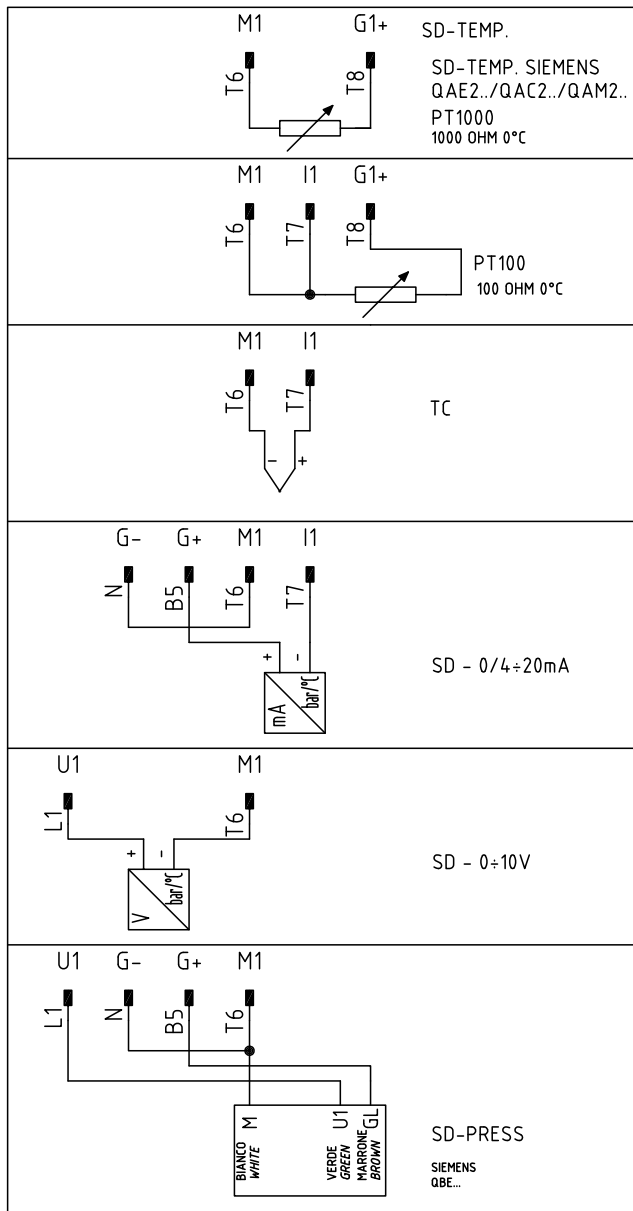 M1 G1+ SD-TEMP.
T6 T8
SD-TEMP. SIEMENS
QAE2../QAC2../QAM2..
PT1000
1000 OHM 0°C
M1 I1 G1+
T6 T7 T8
PT100
100 OHM 0°C
M1 I1
T6 T7
TC
- +
G- G+ M1 I1
N B5 T6 T7
+ -
mA bar/°C
SD - 0/4÷20mA
U1 M1
L1 T6
+ -
V bar/°C
SD - 0÷10V
U1 G- G+ M1
L1 N B5 T6
M U1 GL
BIANCO
WHITE
VERDE
GREEN
MARRONE
BROWN
SD-PRESS
SIEMENS
QBE...